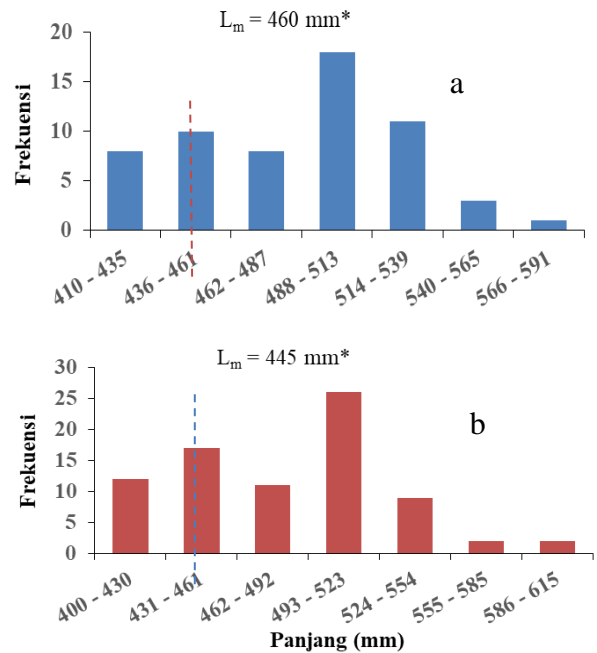 L_m = 460 mm*
a
Frekuensi
20
15
10
5
0
410 - 435
436 - 461
462 - 487
488 - 513
514 - 539
540 - 565
566 - 591
L_m = 445 mm*
b
Frekuensi
30
25
20
15
10
5
0
400 - 430
431 - 461
462 - 492
493 - 523
524 - 554
555 - 585
586 - 615
Panjang (mm)